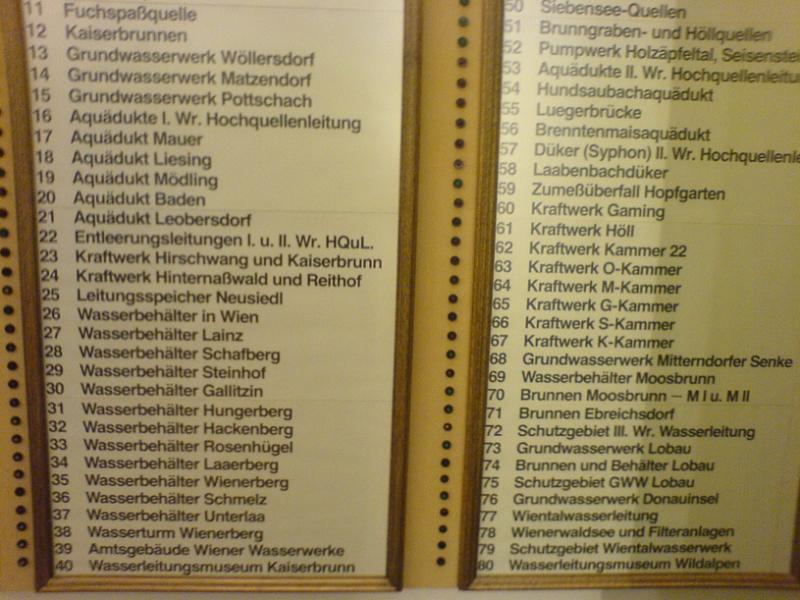 11 Fuchspaßquelle
12 Kaiserbrunnen
13 Grundwasserwerk Wöllersdorf
14 Grundwasserwerk Matzendorf
15 Grundwasserwerk Pottschach
16 Aquädukte I. Wr. Hochquellenleitung
17 Aquädukt Mauer
18 Aquädukt Liesing
19 Aquädukt Mödling
20 Aquädukt Baden
21 Aquädukt Leobersdorf
22 Entleerungsleitungen I. u. II. Wr. HQuL.
23 Kraftwerk Hirschwang und Kaiserbrunn
24 Kraftwerk Hinternaßwald und Reithof
25 Leitungsspeicher Neusiedl
26 Wasserbehälter in Wien
27 Wasserbehälter Lainz
28 Wasserbehälter Schafberg
29 Wasserbehälter Steinhof
30 Wasserbehälter Gallitzin
31 Wasserbehälter Hungerberg
32 Wasserbehälter Hackenberg
33 Wasserbehälter Rosenhügel
34 Wasserbehälter Laaerberg
35 Wasserbehälter Wienerberg
36 Wasserbehälter Schmelz
37 Wasserbehälter Unterlaa
38 Wasserturm Wienerberg
39 Amtsgebäude Wiener Wasserwerke
40 Wasserleitungsmuseum Kaiserbrunn
50 Siebensee-Quellen
51 Brunngraben- und Höllquellen
52 Pumpwerk Holzäpfeltal, Seisenstei
53 Aquädukte II. Wr. Hochquellenleitu
54 Hundsaubachaquädukt
55 Luegerbrücke
56 Brenntenmaisaquädukt
57 Düker (Syphon) II. Wr. Hochquellenle
58 Laabenbachdüker
59 Zumeßüberfall Hopfgarten
60 Kraftwerk Gaming
61 Kraftwerk Höll
62 Kraftwerk Kammer 22
63 Kraftwerk O-Kammer
64 Kraftwerk M-Kammer
65 Kraftwerk G-Kammer
66 Kraftwerk S-Kammer
67 Kraftwerk K-Kammer
68 Grundwasserwerk Mitterndorfer Senke
69 Wasserbehälter Moosbrunn
70 Brunnen Moosbrunn – M I u. M II
71 Brunnen Ebreichsdorf
72 Schutzgebiet III. Wr. Wasserleitung
73 Grundwasserwerk Lobau
74 Brunnen und Behälter Lobau
75 Schutzgebiet GWW Lobau
76 Grundwasserwerk Donauinsel
77 Wientalwasserleitung
78 Wienerwaldsee und Filteranlagen
79 Schutzgebiet Wientalwasserwerk
80 Wasserleitungsmuseum Wildalpen